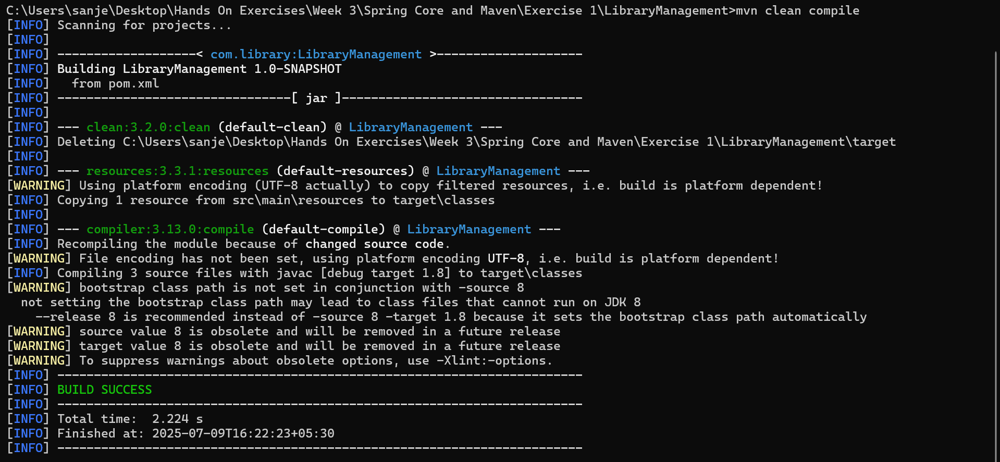 C:\Users\sanje\Desktop\Hands On Exercises\Week 3\Spring Core and Maven\Exercise 1\LibraryManagement>mvn clean compile
[INFO] Scanning for projects...
[INFO]
[INFO] -------------------< com.library:LibraryManagement >--------------------
[INFO] Building LibraryManagement 1.0-SNAPSHOT
[INFO]   from pom.xml
[INFO] --------------------------------[ jar ]---------------------------------
[INFO]
[INFO] --- clean:3.2.0:clean (default-clean) @ LibraryManagement ---
[INFO] Deleting C:\Users\sanje\Desktop\Hands On Exercises\Week 3\Spring Core and Maven\Exercise 1\LibraryManagement\target
[INFO]
[INFO] --- resources:3.3.1:resources (default-resources) @ LibraryManagement ---
[WARNING] Using platform encoding (UTF-8 actually) to copy filtered resources, i.e. build is platform dependent!
[INFO] Copying 1 resource from src\main\resources to target\classes
[INFO]
[INFO] --- compiler:3.13.0:compile (default-compile) @ LibraryManagement ---
[INFO] Recompiling the module because of changed source code.
[WARNING] File encoding has not been set, using platform encoding UTF-8, i.e. build is platform dependent!
[INFO] Compiling 3 source files with javac [debug target 1.8] to target\classes
[WARNING] bootstrap class path is not set in conjunction with -source 8
  not setting the bootstrap class path may lead to class files that cannot run on JDK 8
    --release 8 is recommended instead of -source 8 -target 1.8 because it sets the bootstrap class path automatically
[WARNING] source value 8 is obsolete and will be removed in a future release
[WARNING] target value 8 is obsolete and will be removed in a future release
[WARNING] To suppress warnings about obsolete options, use -Xlint:-options.
[INFO] ------------------------------------------------------------------------
[INFO] BUILD SUCCESS
[INFO] ------------------------------------------------------------------------
[INFO] Total time:  2.224 s
[INFO] Finished at: 2025-07-09T16:22:23+05:30
[INFO] ------------------------------------------------------------------------